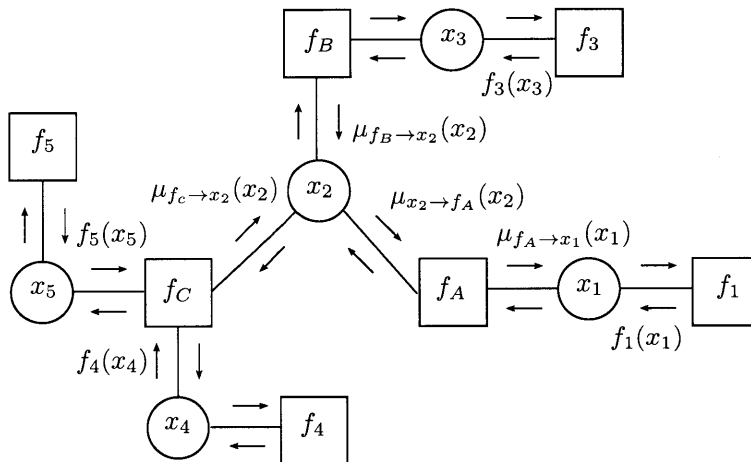 f_B x_3 f_3
f_3(x_3)
f_5
μ_{f_B→x_2}(x_2)
μ_{f_c→x_2}(x_2) x_2 μ_{x_2→f_A}(x_2)
f_5(x_5) μ_{f_A→x_1}(x_1)
x_5 f_C f_A x_1 f_1
f_4(x_4) f_1(x_1)
x_4 f_4